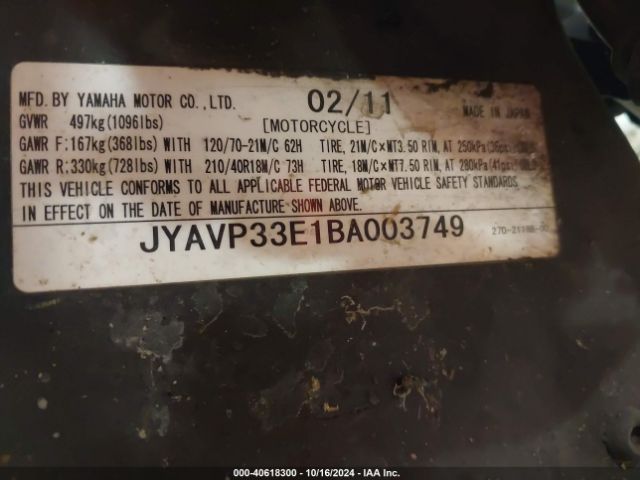 MFD. BY YAMAHA MOTOR CO., LTD. 02/11 MADE IN JAPAN
GVWR 497kg(1096lbs) [MOTORCYCLE]
GAWR F:167kg(368lbs) WITH 120/70-21M/C 62H TIRE, 21M/C×MT3.50 RIM, AT 250kPa(36psi)
GAWR R:330kg(728lbs) WITH 210/40R18M/C 73H TIRE, 18M/C×MT7.50 RIM, AT 280kPa(41psi)
THIS VEHICLE CONFORMS TO ALL APPLICABLE FEDERAL MOTOR VEHICLE SAFETY STANDARDS
IN EFFECT ON THE DATE OF MANUFACTURE SHOWN ABOVE.
JYAVP33E1BA003749
000-40618300 - 10/16/2024 - IAA Inc.